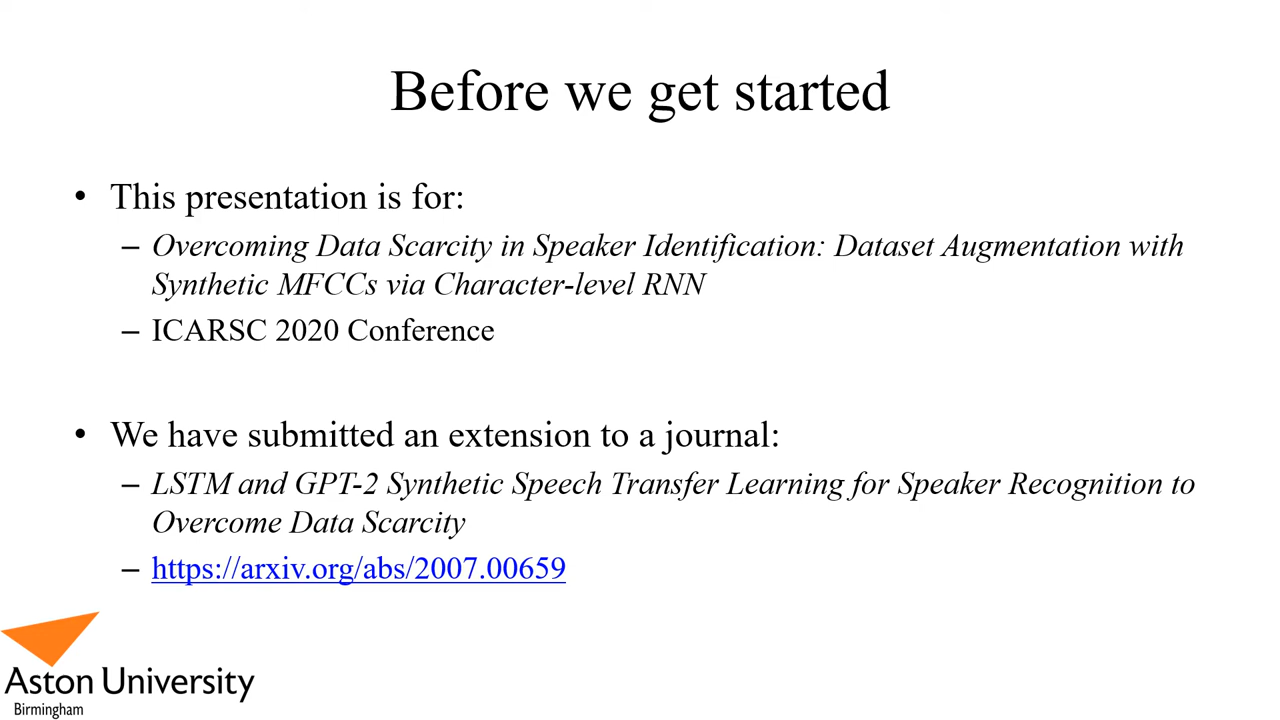 Before we get started
• This presentation is for:
– Overcoming Data Scarcity in Speaker Identification: Dataset Augmentation with
Synthetic MFCCs via Character-level RNN
– ICARSC 2020 Conference
• We have submitted an extension to a journal:
– LSTM and GPT-2 Synthetic Speech Transfer Learning for Speaker Recognition to
Overcome Data Scarcity
– https://arxiv.org/abs/2007.00659
Aston University
Birmingham